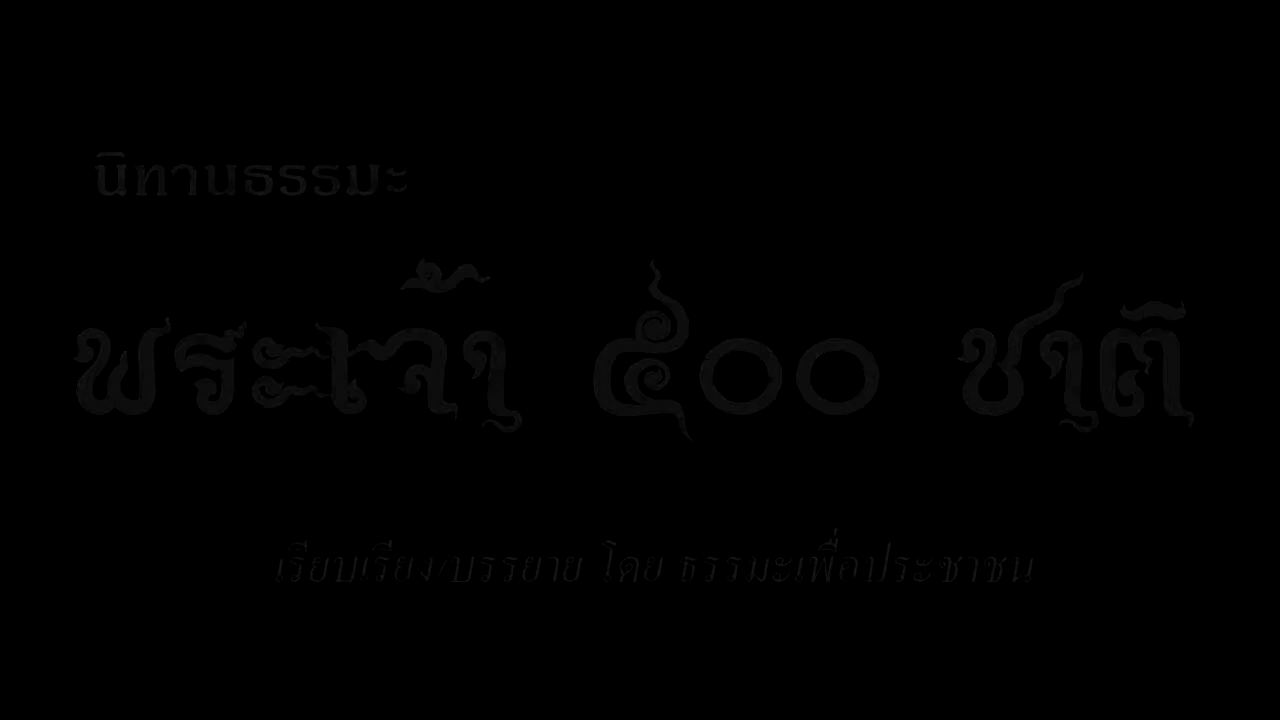 นิทานธรรมะ
พระเจ้า ๕๐๐ ชาติ
เรียบเรียง/บรรยาย โดย ธรรมะเพื่อประชาชน